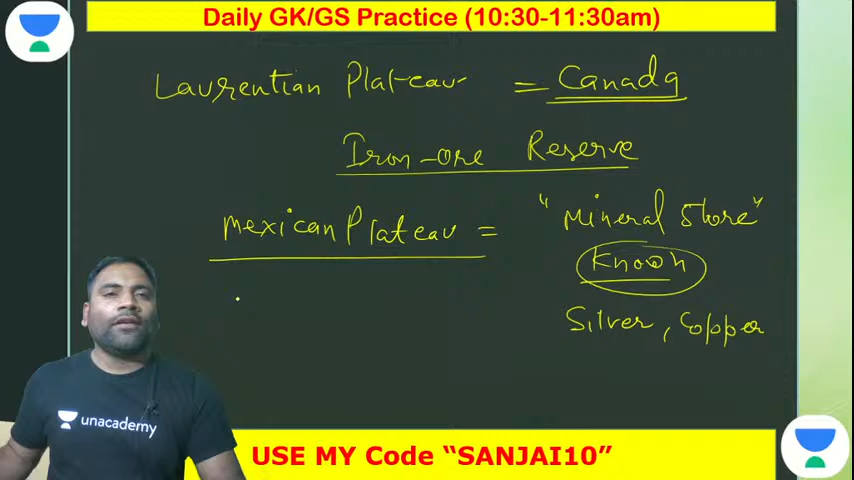 Daily GK/GS Practice (10:30-11:30am)
Laurentian Plateau = Canada
Iron-ore Reserve
Mexican Plateau = "Mineral Store"
Known
Silver, Copper
unacademy
USE MY Code “SANJAI10”